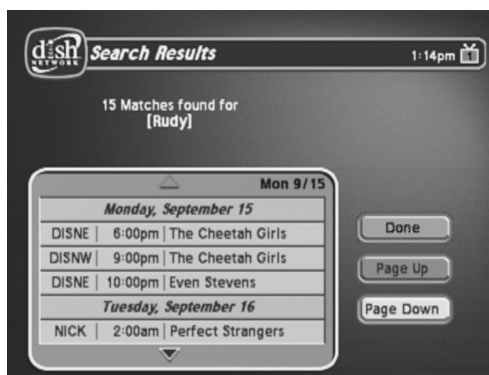 dish
NETWORK
Search Results
1:14pm
1
15 Matches found for
[Rudy]
Mon 9/15
Monday, September 15
DISNE | 6:00pm | The Cheetah Girls
DISNW | 9:00pm | The Cheetah Girls
DISNE | 10:00pm | Even Stevens
Tuesday, September 16
NICK | 2:00am | Perfect Strangers
Done
Page Up
Page Down